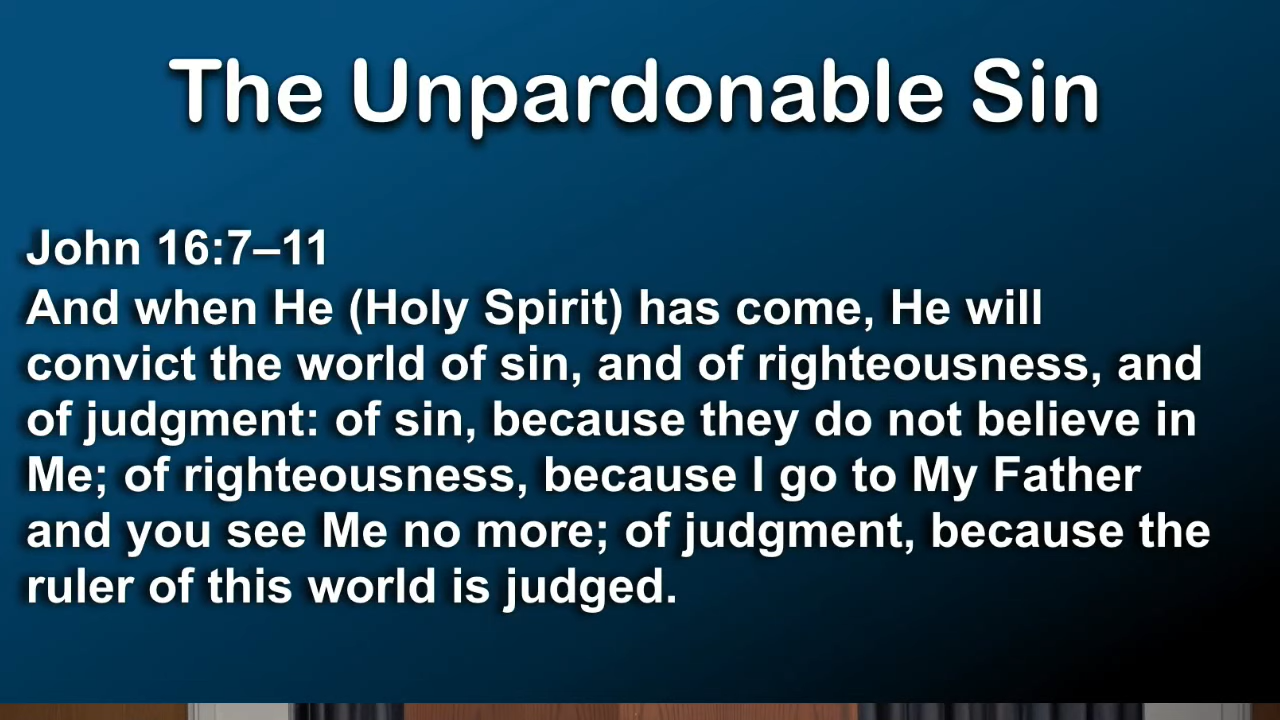 The Unpardonable Sin
John 16:7–11
And when He (Holy Spirit) has come, He will
convict the world of sin, and of righteousness, and
of judgment: of sin, because they do not believe in
Me; of righteousness, because I go to My Father
and you see Me no more; of judgment, because the
ruler of this world is judged.